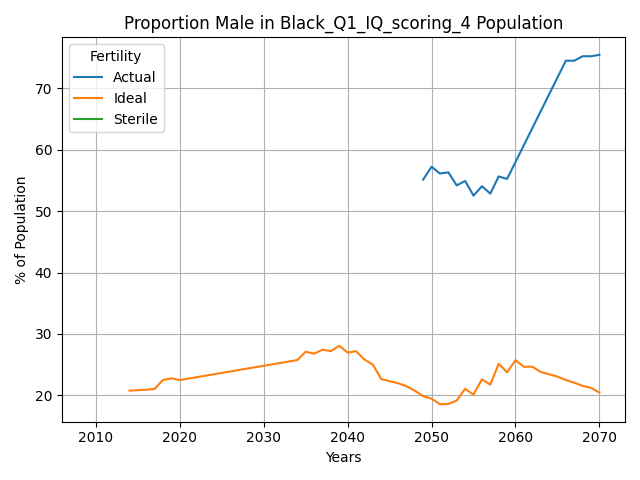 Proportion Male in Black_Q1_IQ_scoring_4 Population
Fertility
Actual
Ideal
Sterile
% of Population
70
60
50
40
30
20
2010 2020 2030 2040 2050 2060 2070
Years